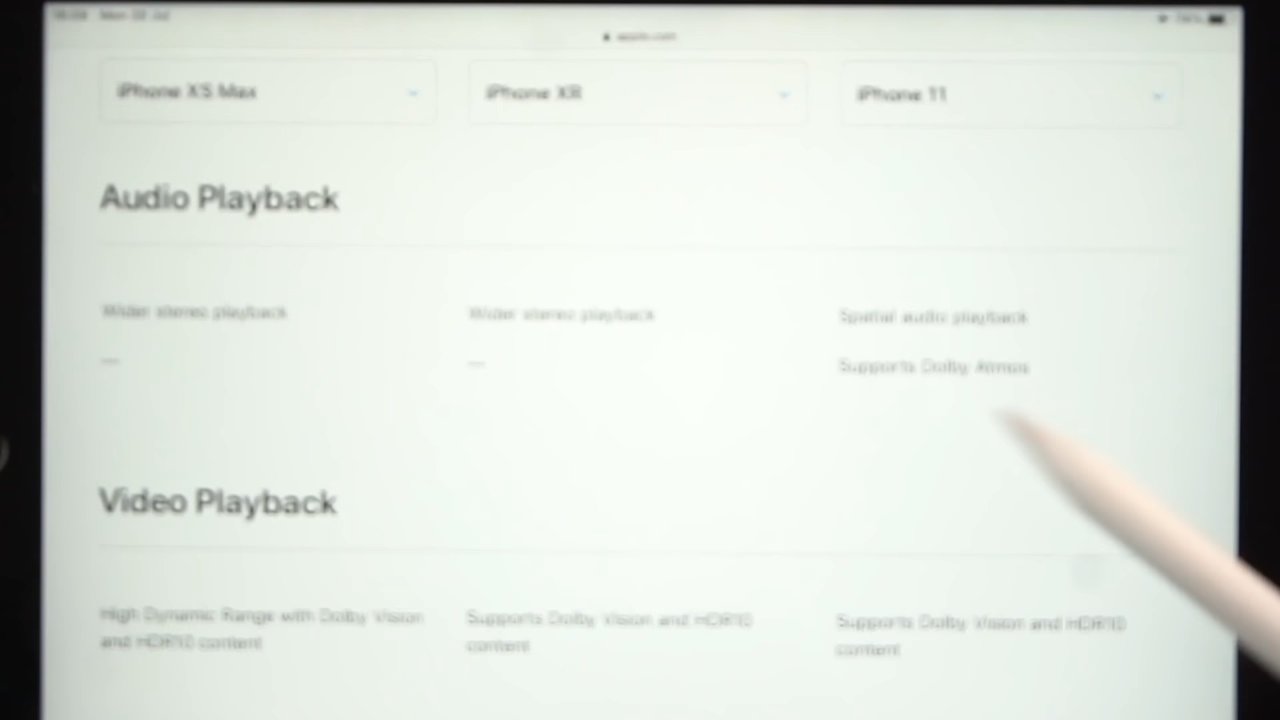 apple.com
iPhone XS Max
iPhone XR
iPhone 11
Audio Playback
Wider stereo playback
Wider stereo playback
Spatial audio playback
—
—
Supports Dolby Atmos
Video Playback
High Dynamic Range with Dolby Vision
and HDR10 content
Supports Dolby Vision and HDR10
content
Supports Dolby Vision and HDR10
content